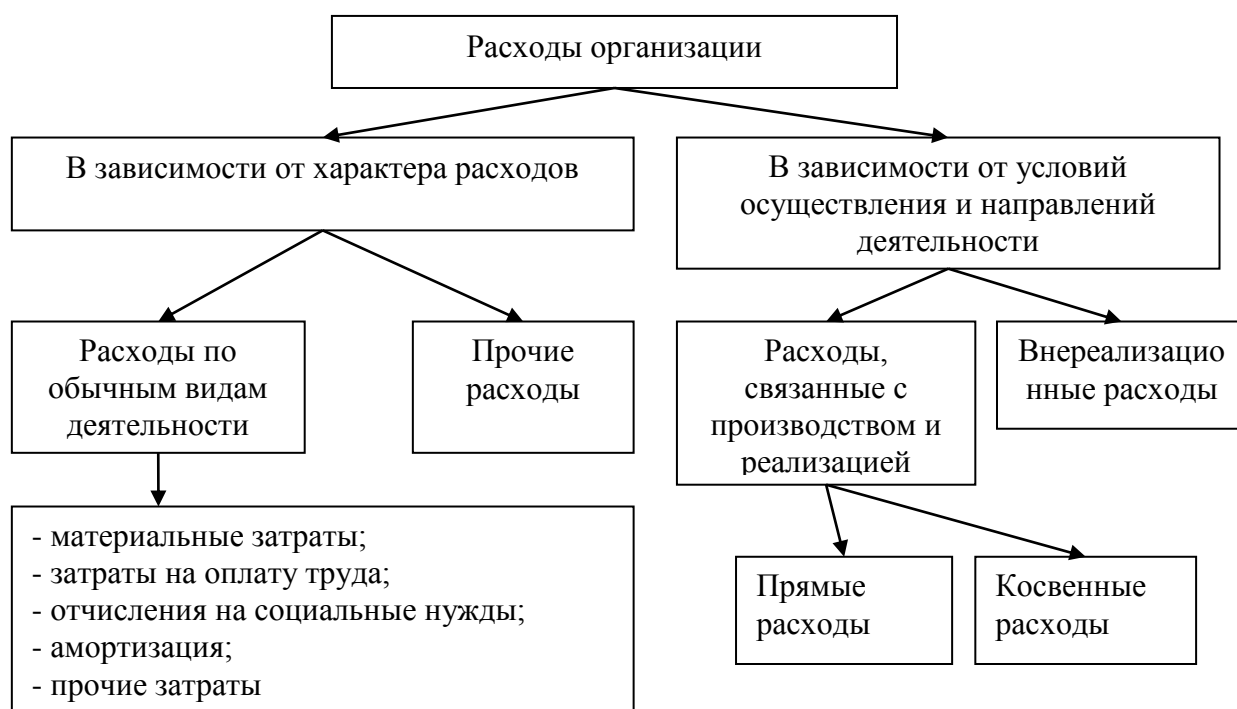 Расходы организации
В зависимости от характера расходов
В зависимости от условий
осуществления и направлений
деятельности
Расходы по
обычным видам
деятельности
Прочие
расходы
Расходы,
связанные с
производством и
реализацией
Внереализацио
нные расходы
- материальные затраты;
- затраты на оплату труда;
- отчисления на социальные нужды;
- амортизация;
- прочие затраты
Прямые
расходы
Косвенные
расходы